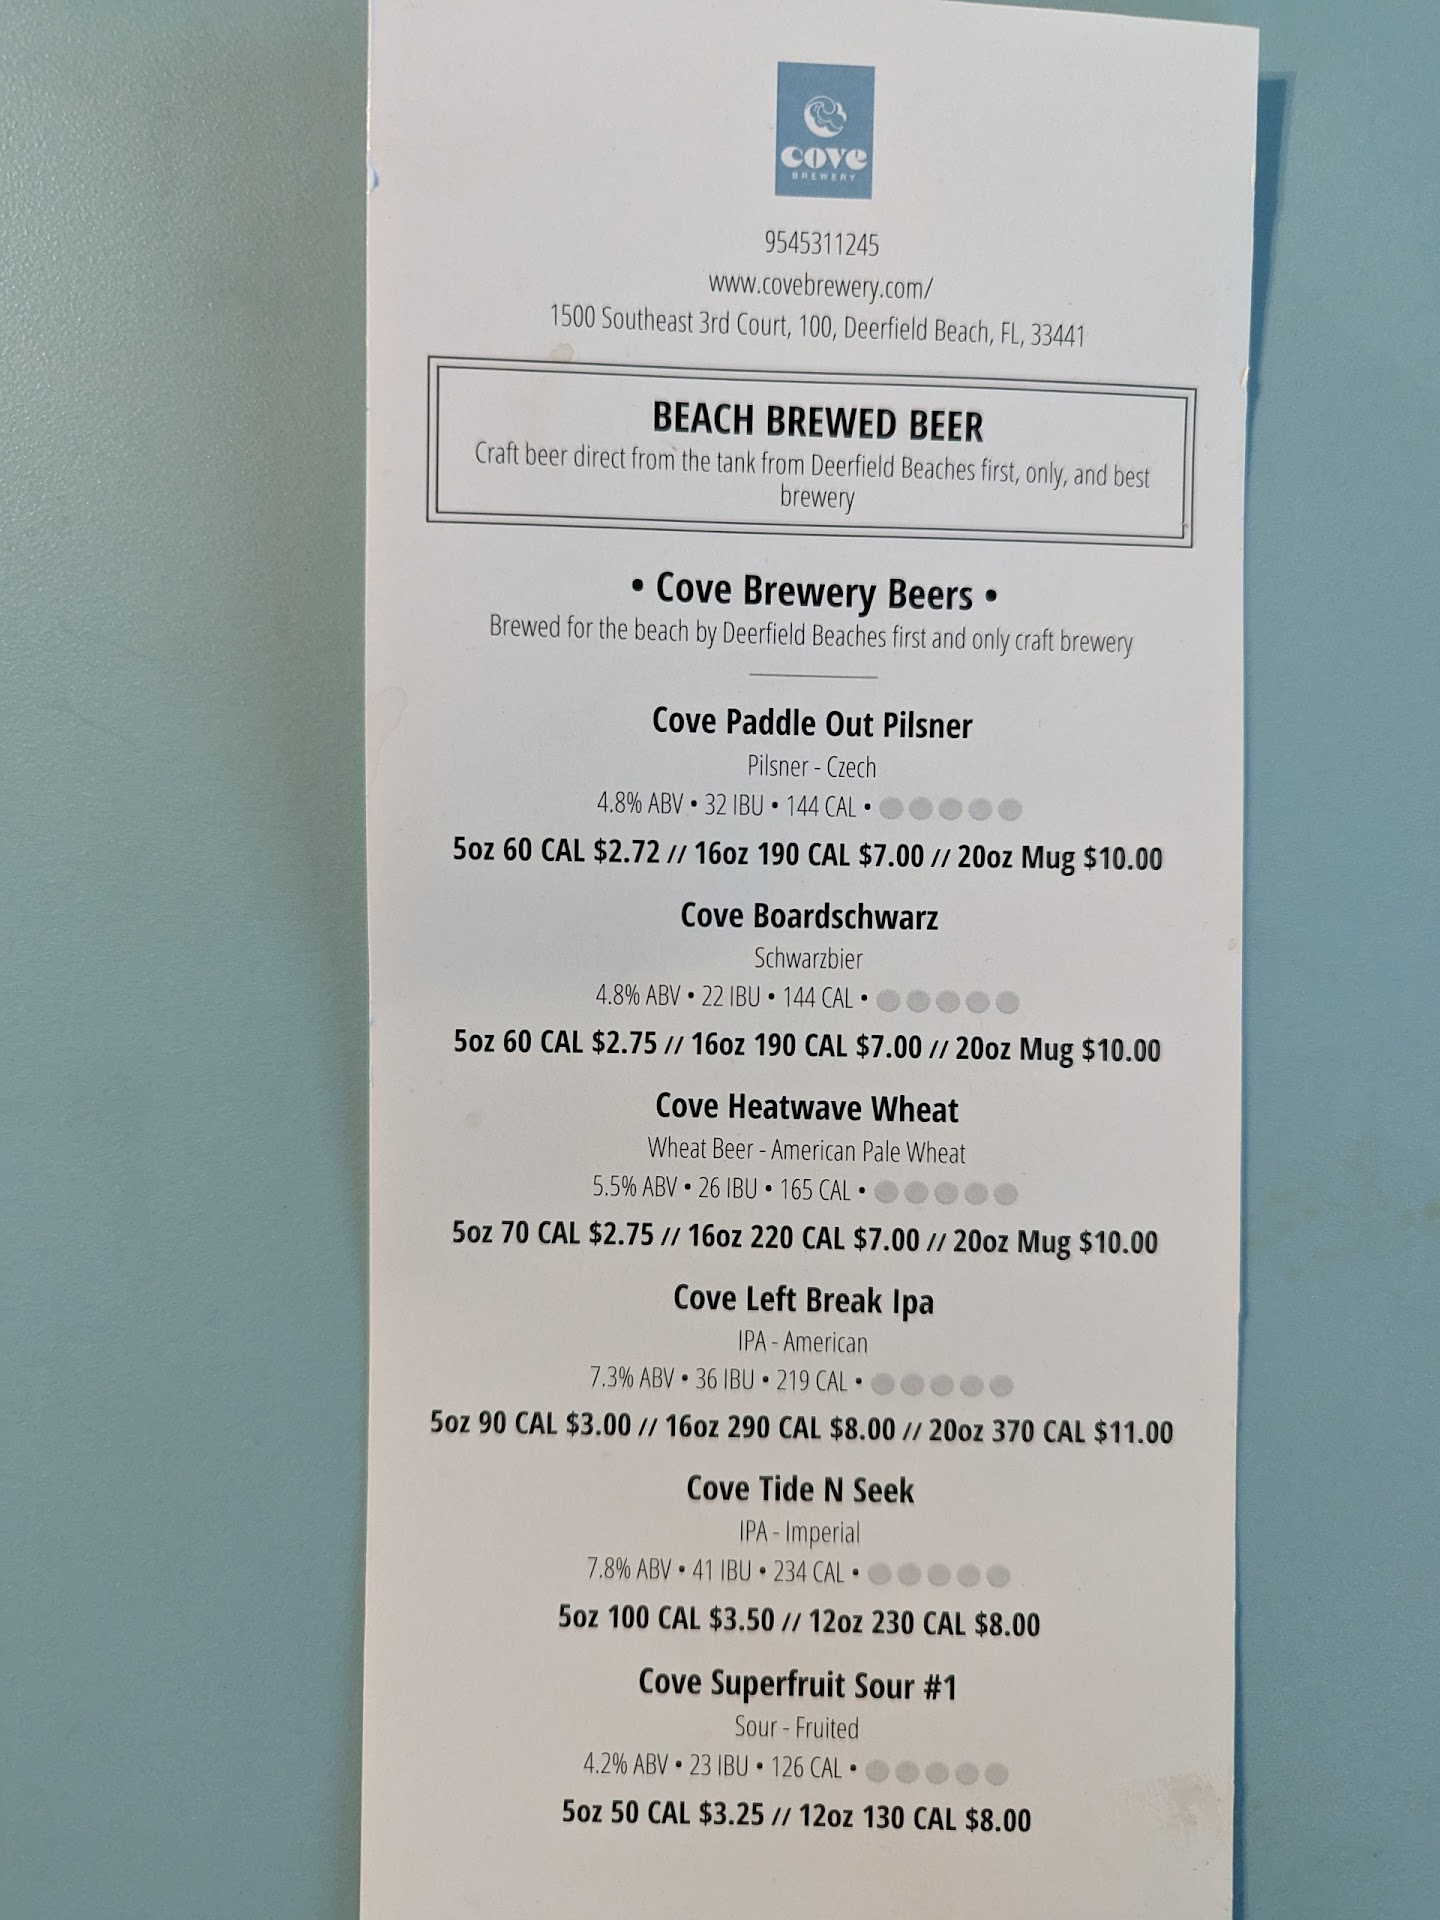 cove
BREWERY
9545311245
www.covebrewery.com/
1500 Southeast 3rd Court, 100, Deerfield Beach, FL, 33441
BEACH BREWED BEER
Craft beer direct from the tank from Deerfield Beaches first, only, and best
brewery
• Cove Brewery Beers •
Brewed for the beach by Deerfield Beaches first and only craft brewery
Cove Paddle Out Pilsner
Pilsner - Czech
4.8% ABV • 32 IBU • 144 CAL •
5oz 60 CAL $2.72 // 16oz 190 CAL $7.00 // 20oz Mug $10.00
Cove Boardschwarz
Schwarzbier
4.8% ABV • 22 IBU • 144 CAL •
5oz 60 CAL $2.75 // 16oz 190 CAL $7.00 // 20oz Mug $10.00
Cove Heatwave Wheat
Wheat Beer - American Pale Wheat
5.5% ABV • 26 IBU • 165 CAL •
5oz 70 CAL $2.75 // 16oz 220 CAL $7.00 // 20oz Mug $10.00
Cove Left Break Ipa
IPA - American
7.3% ABV • 36 IBU • 219 CAL •
5oz 90 CAL $3.00 // 16oz 290 CAL $8.00 // 20oz 370 CAL $11.00
Cove Tide N Seek
IPA - Imperial
7.8% ABV • 41 IBU • 234 CAL •
5oz 100 CAL $3.50 // 12oz 230 CAL $8.00
Cove Superfruit Sour #1
Sour - Fruited
4.2% ABV • 23 IBU • 126 CAL •
5oz 50 CAL $3.25 // 12oz 130 CAL $8.00